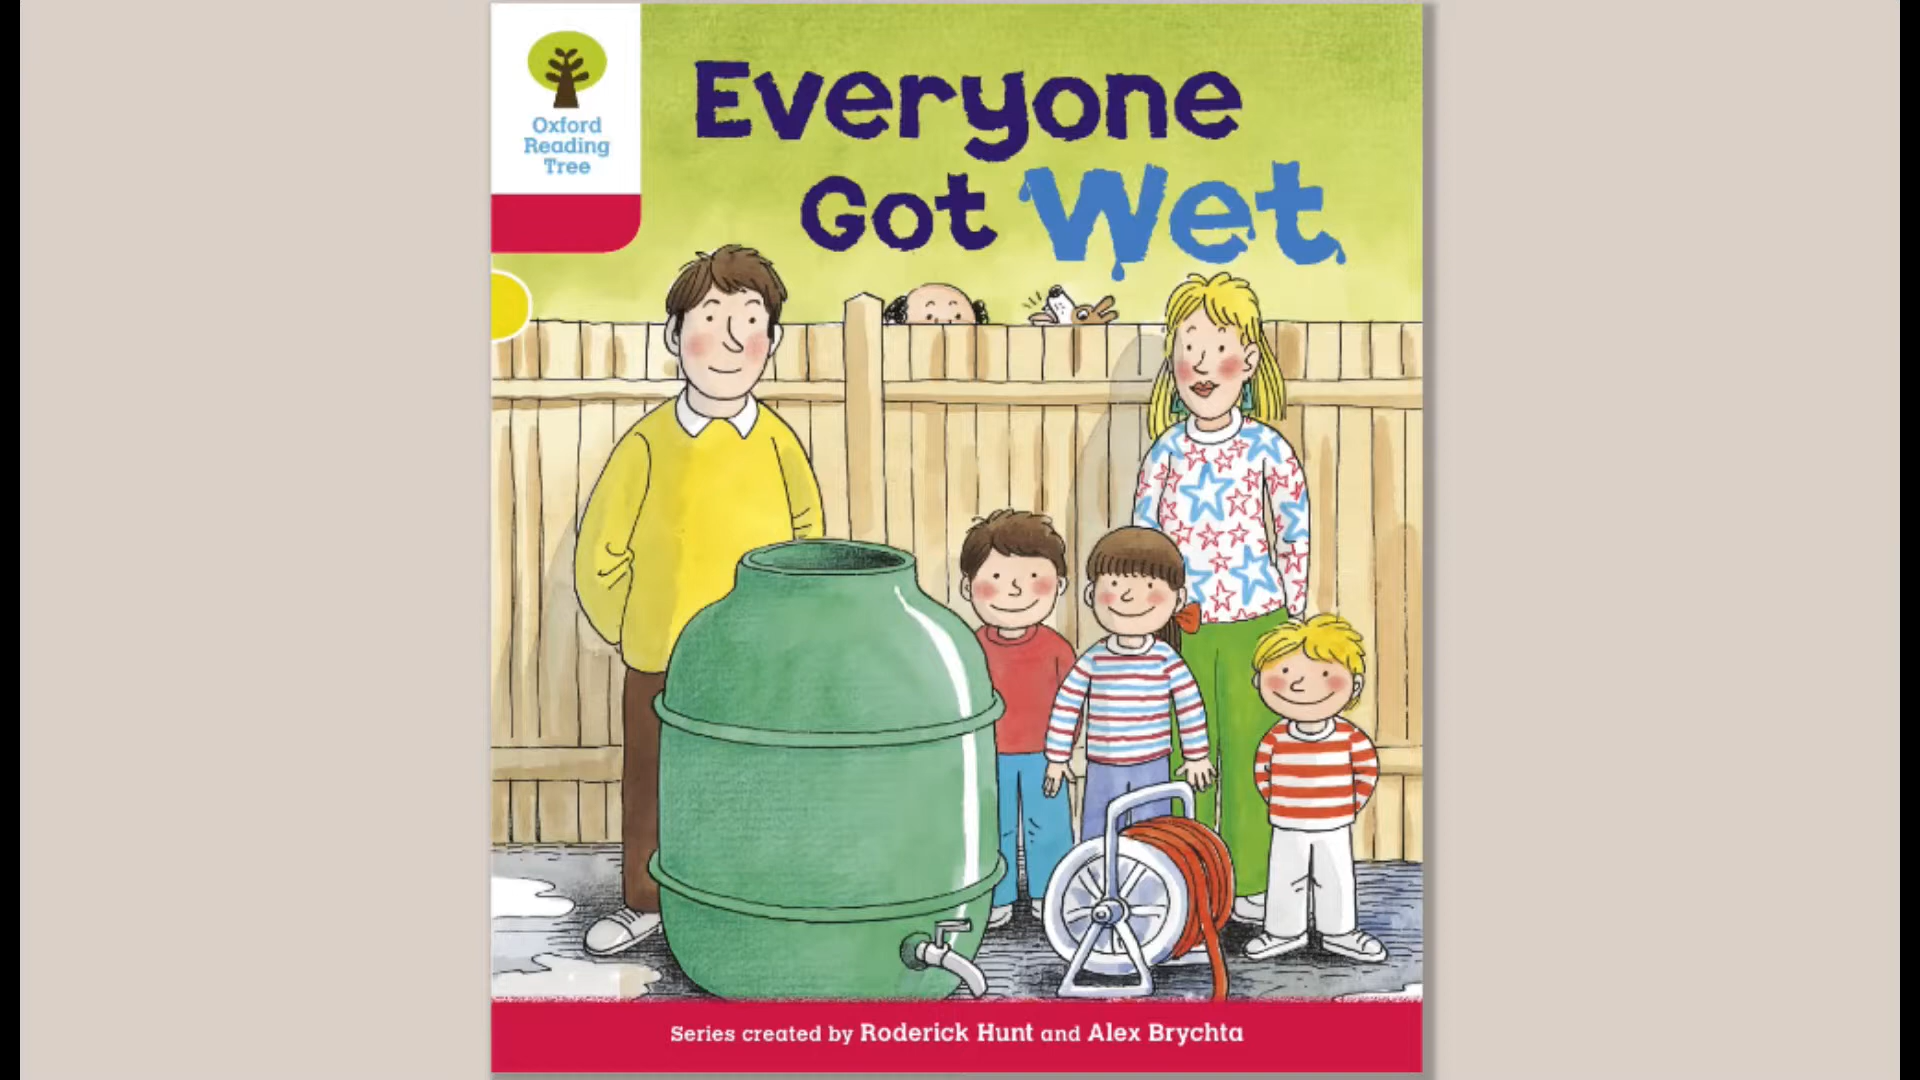 Oxford
Reading
Tree
Everyone
Got Wet
Series created by Roderick Hunt and Alex Brychta